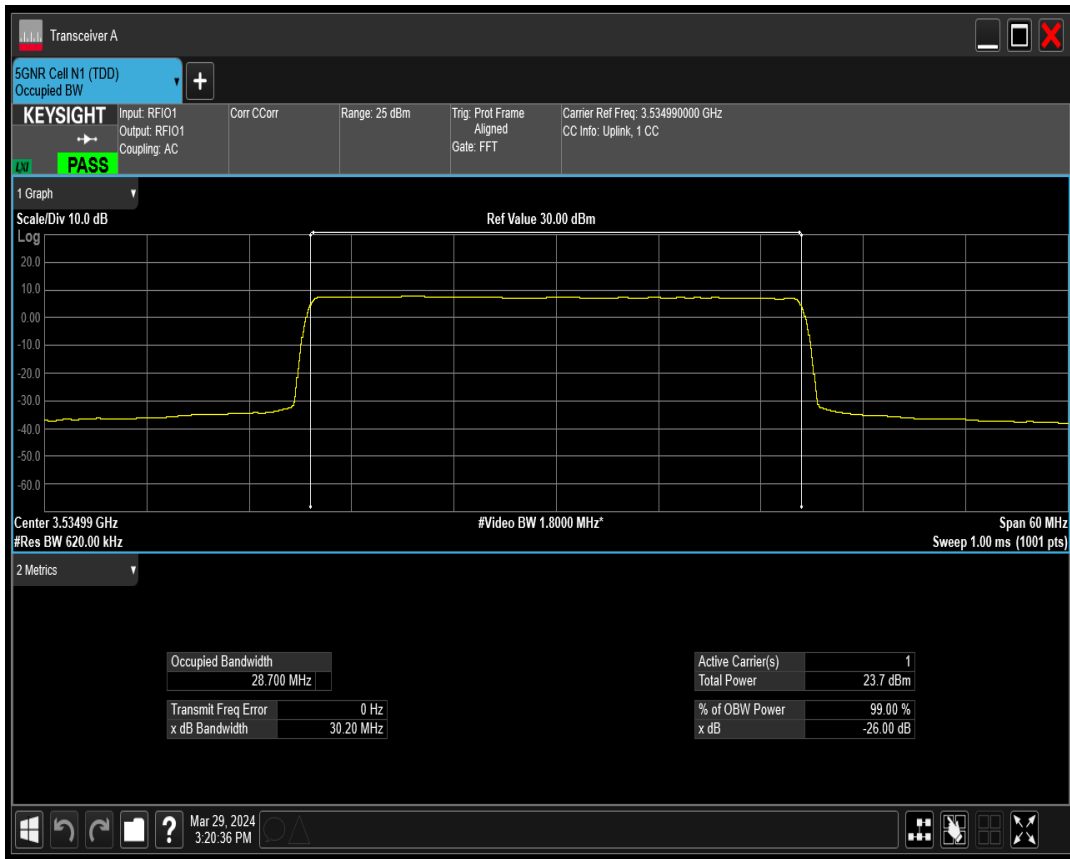 Transceiver A
5GNR Cell N1 (TDD)
Occupied BW
+
KEYSIGHT
LXI
PASS
Input: RFIO1
Output: RFIO1
Coupling: AC
Corr CCorr
Range: 25 dBm
Trig: Prot Frame
Aligned
Gate: FFT
Carrier Ref Freq: 3.534990000 GHz
CC Info: Uplink, 1 CC
1 Graph
Scale/Div 10.0 dB
Ref Value 30.00 dBm
Log
20.0
10.0
0.00
-10.0
-20.0
-30.0
-40.0
-50.0
-60.0
Center 3.53499 GHz
#Video BW 1.8000 MHz*
Span 60 MHz
#Res BW 620.00 kHz
Sweep 1.00 ms (1001 pts)
2 Metrics
Occupied Bandwidth
28.700 MHz
Transmit Freq Error 0 Hz
x dB Bandwidth 30.20 MHz
Active Carrier(s) 1
Total Power 23.7 dBm
% of OBW Power 99.00 %
x dB -26.00 dB
?
Mar 29, 2024
3:20:36 PM